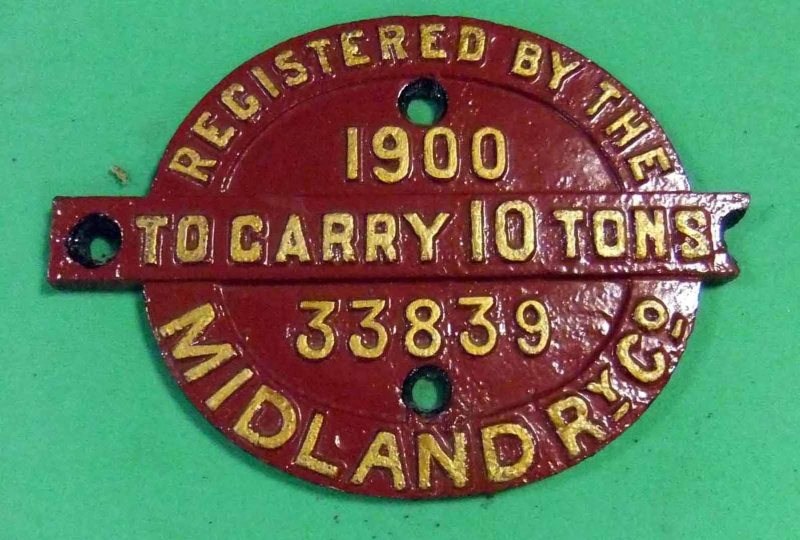 REGISTERED BY THE
1900
TO CARRY 10 TONS
33839
MIDLAND RY CO